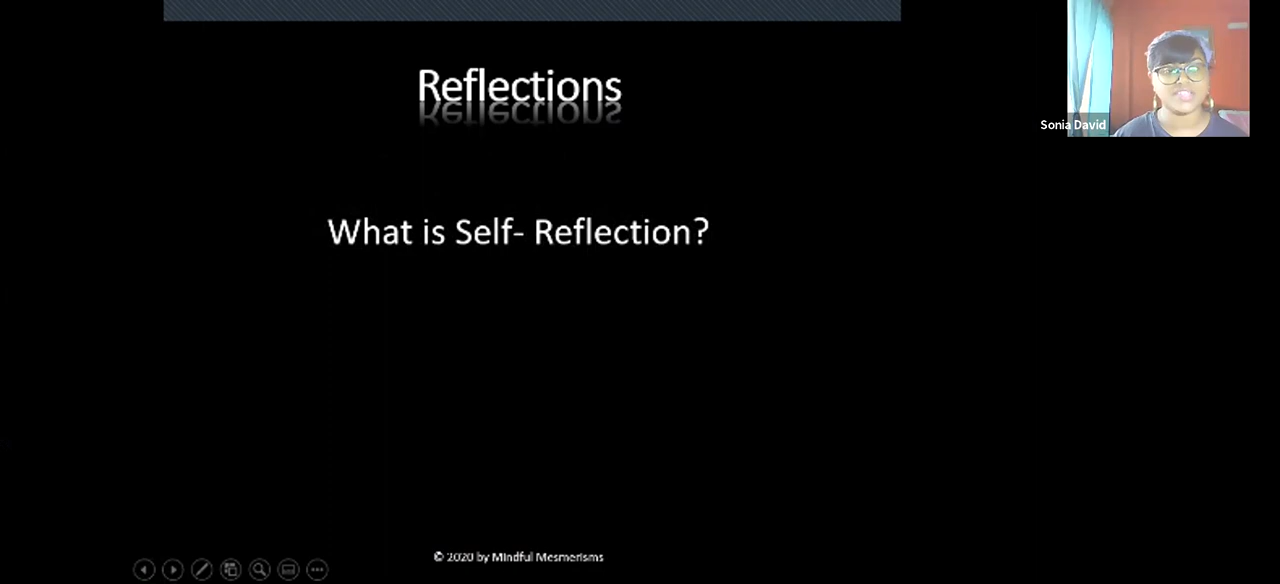 Reflections
Sonia David
What is Self- Reflection?
© 2020 by Mindful Mesmerisms